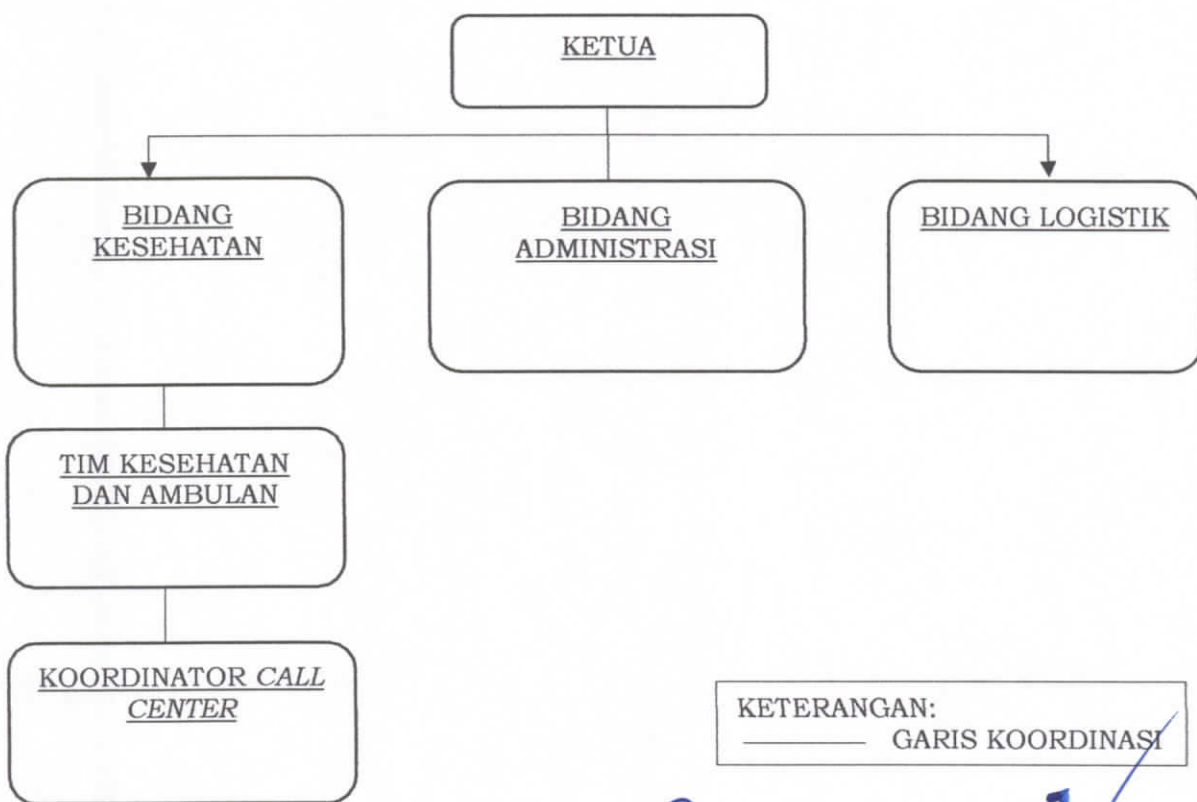 KETUA
BIDANG
KESEHATAN
BIDANG
ADMINISTRASI
BIDANG LOGISTIK
TIM KESEHATAN
DAN AMBULAN
KOORDINATOR CALL
CENTER
KETERANGAN:
GARIS KOORDINASI